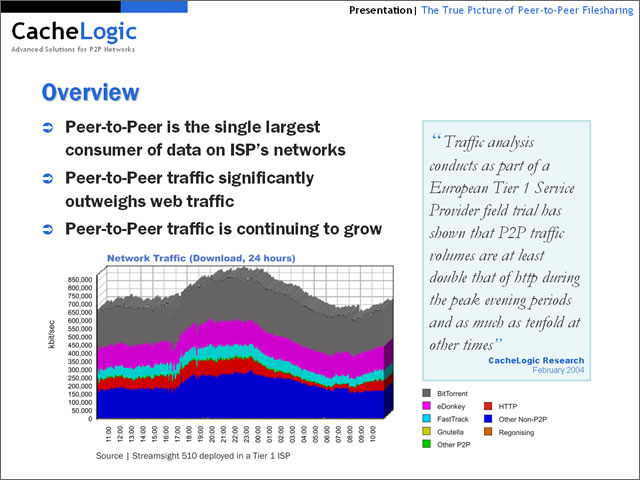 Presentation| The True Picture of Peer-to-Peer Filesharing
CacheLogic
Advanced Solutions for P2P Networks
Overview
Peer-to-Peer is the single largest
consumer of data on ISP's networks
Peer-to-Peer traffic significantly
outweighs web traffic
Peer-to-Peer traffic is continuing to grow
“Traffic analysis
conducts as part of a
European Tier 1 Service
Provider field trial has
shown that P2P traffic
volumes are at least
double that of http during
the peak evening periods
and as much as tenfold at
other times”
CacheLogic Research
February 2004
Network Traffic (Download, 24 hours)
kbit/sec
850,000
800,000
750,000
700,000
650,000
600,000
550,000
500,000
450,000
400,000
350,000
300,000
250,000
200,000
150,000
100,000
50,000
0
11:00 12:00 13:00 14:00 15:00 16:00 17:00 18:00 19:00 20:00 21:00 22:00 23:00 00:00 01:00 02:00 03:00 04:00 05:00 06:00 07:00 08:00 09:00 10:00
BitTorrent
eDonkey
FastTrack
Gnutella
Other P2P
HTTP
Other Non-P2P
Regonising
Source | Streamsight 510 deployed in a Tier 1 ISP